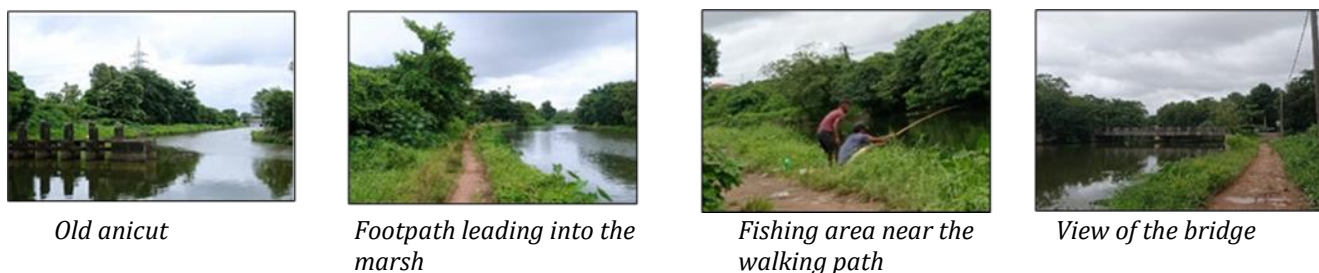 Old anicut
Footpath leading into the
marsh
Fishing area near the
walking path
View of the bridge